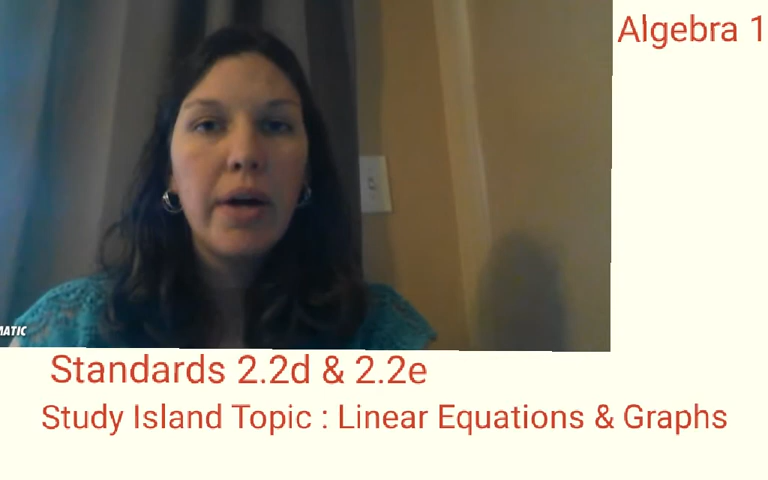 Algebra 1
MATIC
Standards 2.2d & 2.2e
Study Island Topic : Linear Equations & Graphs